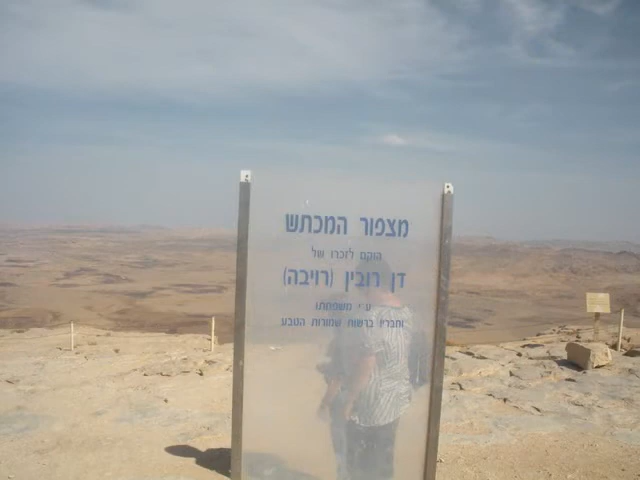 מצפור המכתש
הוקם לזכרו של
דן רובין (רויבה)
ע״י משפחתו
וחבריו ברשות שמורות הטבע